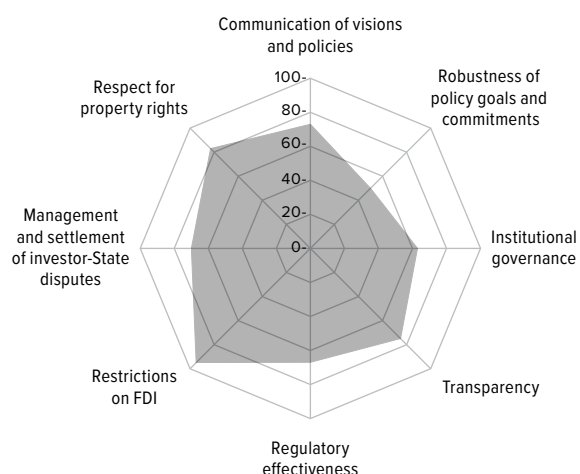 Communication of visions
and policies
Robustness of
policy goals and
commitments
Institutional
governance
Transparency
Regulatory
effectiveness
Restrictions
on FDI
Management
and settlement
of investor-State
disputes
Respect for
property rights
100-
80-
60-
40-
20-
0-